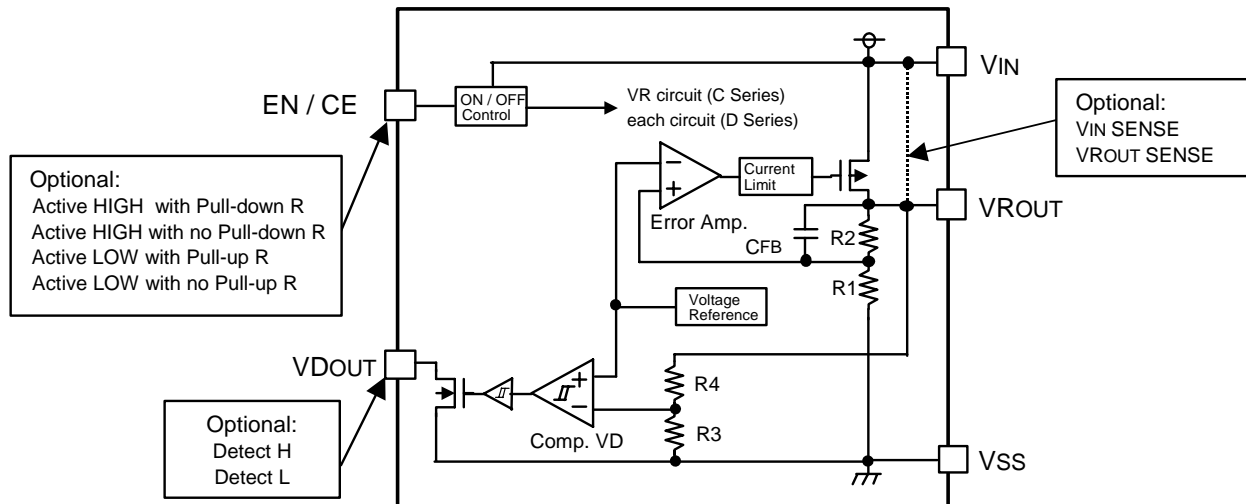 VIN
EN / CE
ON / OFF
Control
VR circuit (C Series)
each circuit (D Series)
Optional:
VIN SENSE
VROUT SENSE
Optional:
Active HIGH with Pull-down R
Active HIGH with no Pull-down R
Active LOW with Pull-up R
Active LOW with no Pull-up R
−
+
Error Amp.
Current
Limit
VROUT
CFB
R2
R1
Voltage
Reference
VDOUT
+
−
Comp. VD
R4
R3
Optional:
Detect H
Detect L
VSS